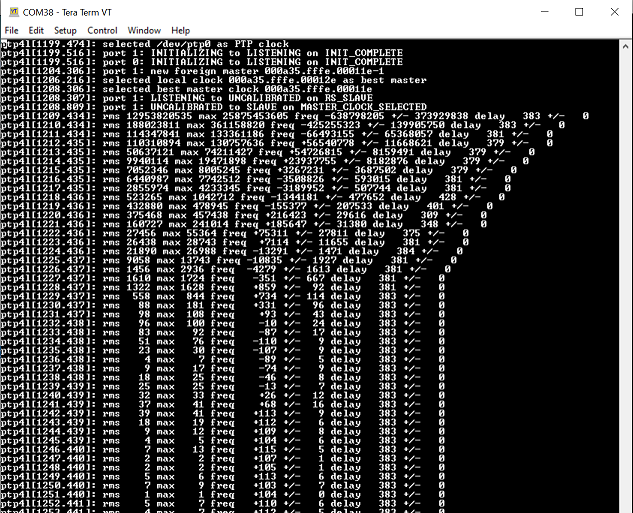 COM38 - Tera Term VT
File Edit Setup Control Window Help
ptp4l[1199.474]: selected /dev/ptp0 as PTP clock
ptp4l[1199.516]: port 1: INITIALIZING to LISTENING on INIT_COMPLETE
ptp4l[1199.516]: port 0: INITIALIZING to LISTENING on INIT_COMPLETE
ptp4l[1204.306]: port 1: new foreign master 000a35.fffe.00011e-1
ptp4l[1206.216]: selected local clock 000a35.fffe.00012e as best master
ptp4l[1208.306]: selected best master clock 000a35.fffe.00011e
ptp4l[1208.307]: port 1: LISTENING to UNCALIBRATED on RS_SLAVE
ptp4l[1208.809]: port 1: UNCALIBRATED to SLAVE on MASTER_CLOCK_SELECTED
ptp4l[1209.434]: rms 12953820535 max 25875453605 freq -638798205 +/- 373929838 delay 383 +/- 0
ptp4l[1210.434]: rms 188023811 max 361158820 freq -425255323 +/- 139905750 delay 383 +/- 0
ptp4l[1211.434]: rms 114347841 max 133361186 freq -66493155 +/- 65368057 delay 381 +/- 0
ptp4l[1212.435]: rms 110310894 max 130757636 freq +56540778 +/- 11668621 delay 379 +/- 0
ptp4l[1213.435]: rms 50637121 max 74211427 freq +54726815 +/- 8159491 delay 379 +/- 0
ptp4l[1214.435]: rms 9940114 max 19471898 freq +23937755 +/- 8182876 delay 379 +/- 0
ptp4l[1215.435]: rms 7052346 max 8005245 freq +3267231 +/- 3687502 delay 379 +/- 0
ptp4l[1216.435]: rms 6440987 max 7742512 freq -3508826 +/- 593015 delay 381 +/- 0
ptp4l[1217.435]: rms 2855974 max 4233345 freq -3189952 +/- 507744 delay 381 +/- 0
ptp4l[1218.436]: rms 523265 max 1042712 freq -1344181 +/- 477652 delay 428 +/- 0
ptp4l[1219.436]: rms 432880 max 478945 freq -155377 +/- 207533 delay 401 +/- 0
ptp4l[1220.436]: rms 375468 max 457438 freq +216423 +/- 29616 delay 309 +/- 0
ptp4l[1221.436]: rms 160727 max 241014 freq +185647 +/- 31380 delay 348 +/- 0
ptp4l[1222.436]: rms 27456 max 55364 freq +75311 +/- 27811 delay 375 +/- 0
ptp4l[1223.436]: rms 26438 max 28743 freq +7114 +/- 11655 delay 381 +/- 0
ptp4l[1224.436]: rms 21890 max 26988 freq -13291 +/- 1471 delay 384 +/- 0
ptp4l[1225.437]: rms 9058 max 13743 freq -10835 +/- 1927 delay 383 +/- 0
ptp4l[1226.437]: rms 1456 max 2936 freq -4279 +/- 1613 delay 381 +/- 0
ptp4l[1227.437]: rms 1610 max 1724 freq -351 +/- 667 delay 381 +/- 0
ptp4l[1228.437]: rms 1322 max 1628 freq +859 +/- 92 delay 383 +/- 0
ptp4l[1229.437]: rms 558 max 844 freq +734 +/- 114 delay 383 +/- 0
ptp4l[1230.437]: rms 88 max 181 freq +331 +/- 96 delay 383 +/- 0
ptp4l[1231.437]: rms 98 max 108 freq +93 +/- 43 delay 383 +/- 0
ptp4l[1232.438]: rms 96 max 100 freq -10 +/- 24 delay 383 +/- 0
ptp4l[1233.438]: rms 83 max 92 freq -87 +/- 17 delay 383 +/- 0
ptp4l[1234.438]: rms 51 max 76 freq -110 +/- 9 delay 383 +/- 0
ptp4l[1235.438]: rms 23 max 30 freq -107 +/- 9 delay 383 +/- 0
ptp4l[1236.438]: rms 4 max 7 freq -89 +/- 5 delay 383 +/- 0
ptp4l[1237.438]: rms 9 max 17 freq -74 +/- 9 delay 383 +/- 0
ptp4l[1238.438]: rms 18 max 25 freq -46 +/- 8 delay 383 +/- 0
ptp4l[1239.439]: rms 25 max 25 freq -13 +/- 7 delay 383 +/- 0
ptp4l[1240.439]: rms 32 max 33 freq +26 +/- 12 delay 383 +/- 0
ptp4l[1241.439]: rms 37 max 41 freq +68 +/- 16 delay 383 +/- 0
ptp4l[1242.439]: rms 39 max 41 freq +113 +/- 9 delay 383 +/- 0
ptp4l[1243.439]: rms 18 max 19 freq +112 +/- 6 delay 383 +/- 0
ptp4l[1244.439]: rms 9 max 12 freq +109 +/- 8 delay 383 +/- 0
ptp4l[1245.439]: rms 4 max 5 freq +104 +/- 6 delay 383 +/- 0
ptp4l[1246.440]: rms 7 max 13 freq +115 +/- 5 delay 383 +/- 0
ptp4l[1247.440]: rms 2 max 2 freq +107 +/- 1 delay 383 +/- 0
ptp4l[1248.440]: rms 2 max 2 freq +105 +/- 1 delay 383 +/- 0
ptp4l[1249.440]: rms 5 max 6 freq +113 +/- 6 delay 383 +/- 0
ptp4l[1250.440]: rms 7 max 9 freq +103 +/- 7 delay 383 +/- 0
ptp4l[1251.440]: rms 1 max 1 freq +104 +/- 0 delay 383 +/- 0
ptp4l[1252.441]: rms 5 max 7 freq +110 +/- 6 delay 383 +/- 0